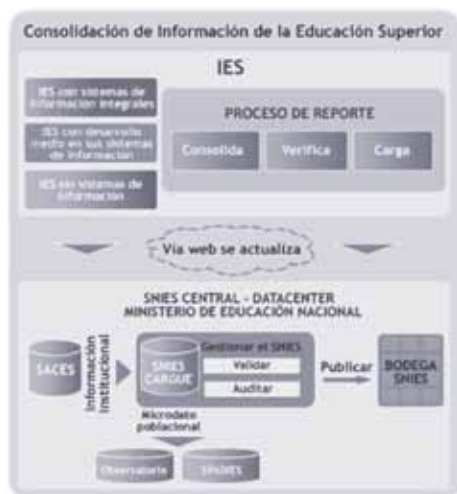 Consolidación de Información de la Educación Superior
IES
IES con sistemas de
información integrales
IES con desarrollo
medio en sus sistemas
de información
IES sin sistemas de
información
PROCESO DE REPORTE
Consolida
Verifica
Carga
Vía web se actualiza
SNIES CENTRAL - DATACENTER
MINISTERIO DE EDUCACIÓN NACIONAL
SACES
Información
Institucional
SNIES
CARGUE
Gestionar el SNIES
Validar
Auditar
Publicar
BODEGA
SNIES
Microdato
poblacional
Observatorio
SPADIES